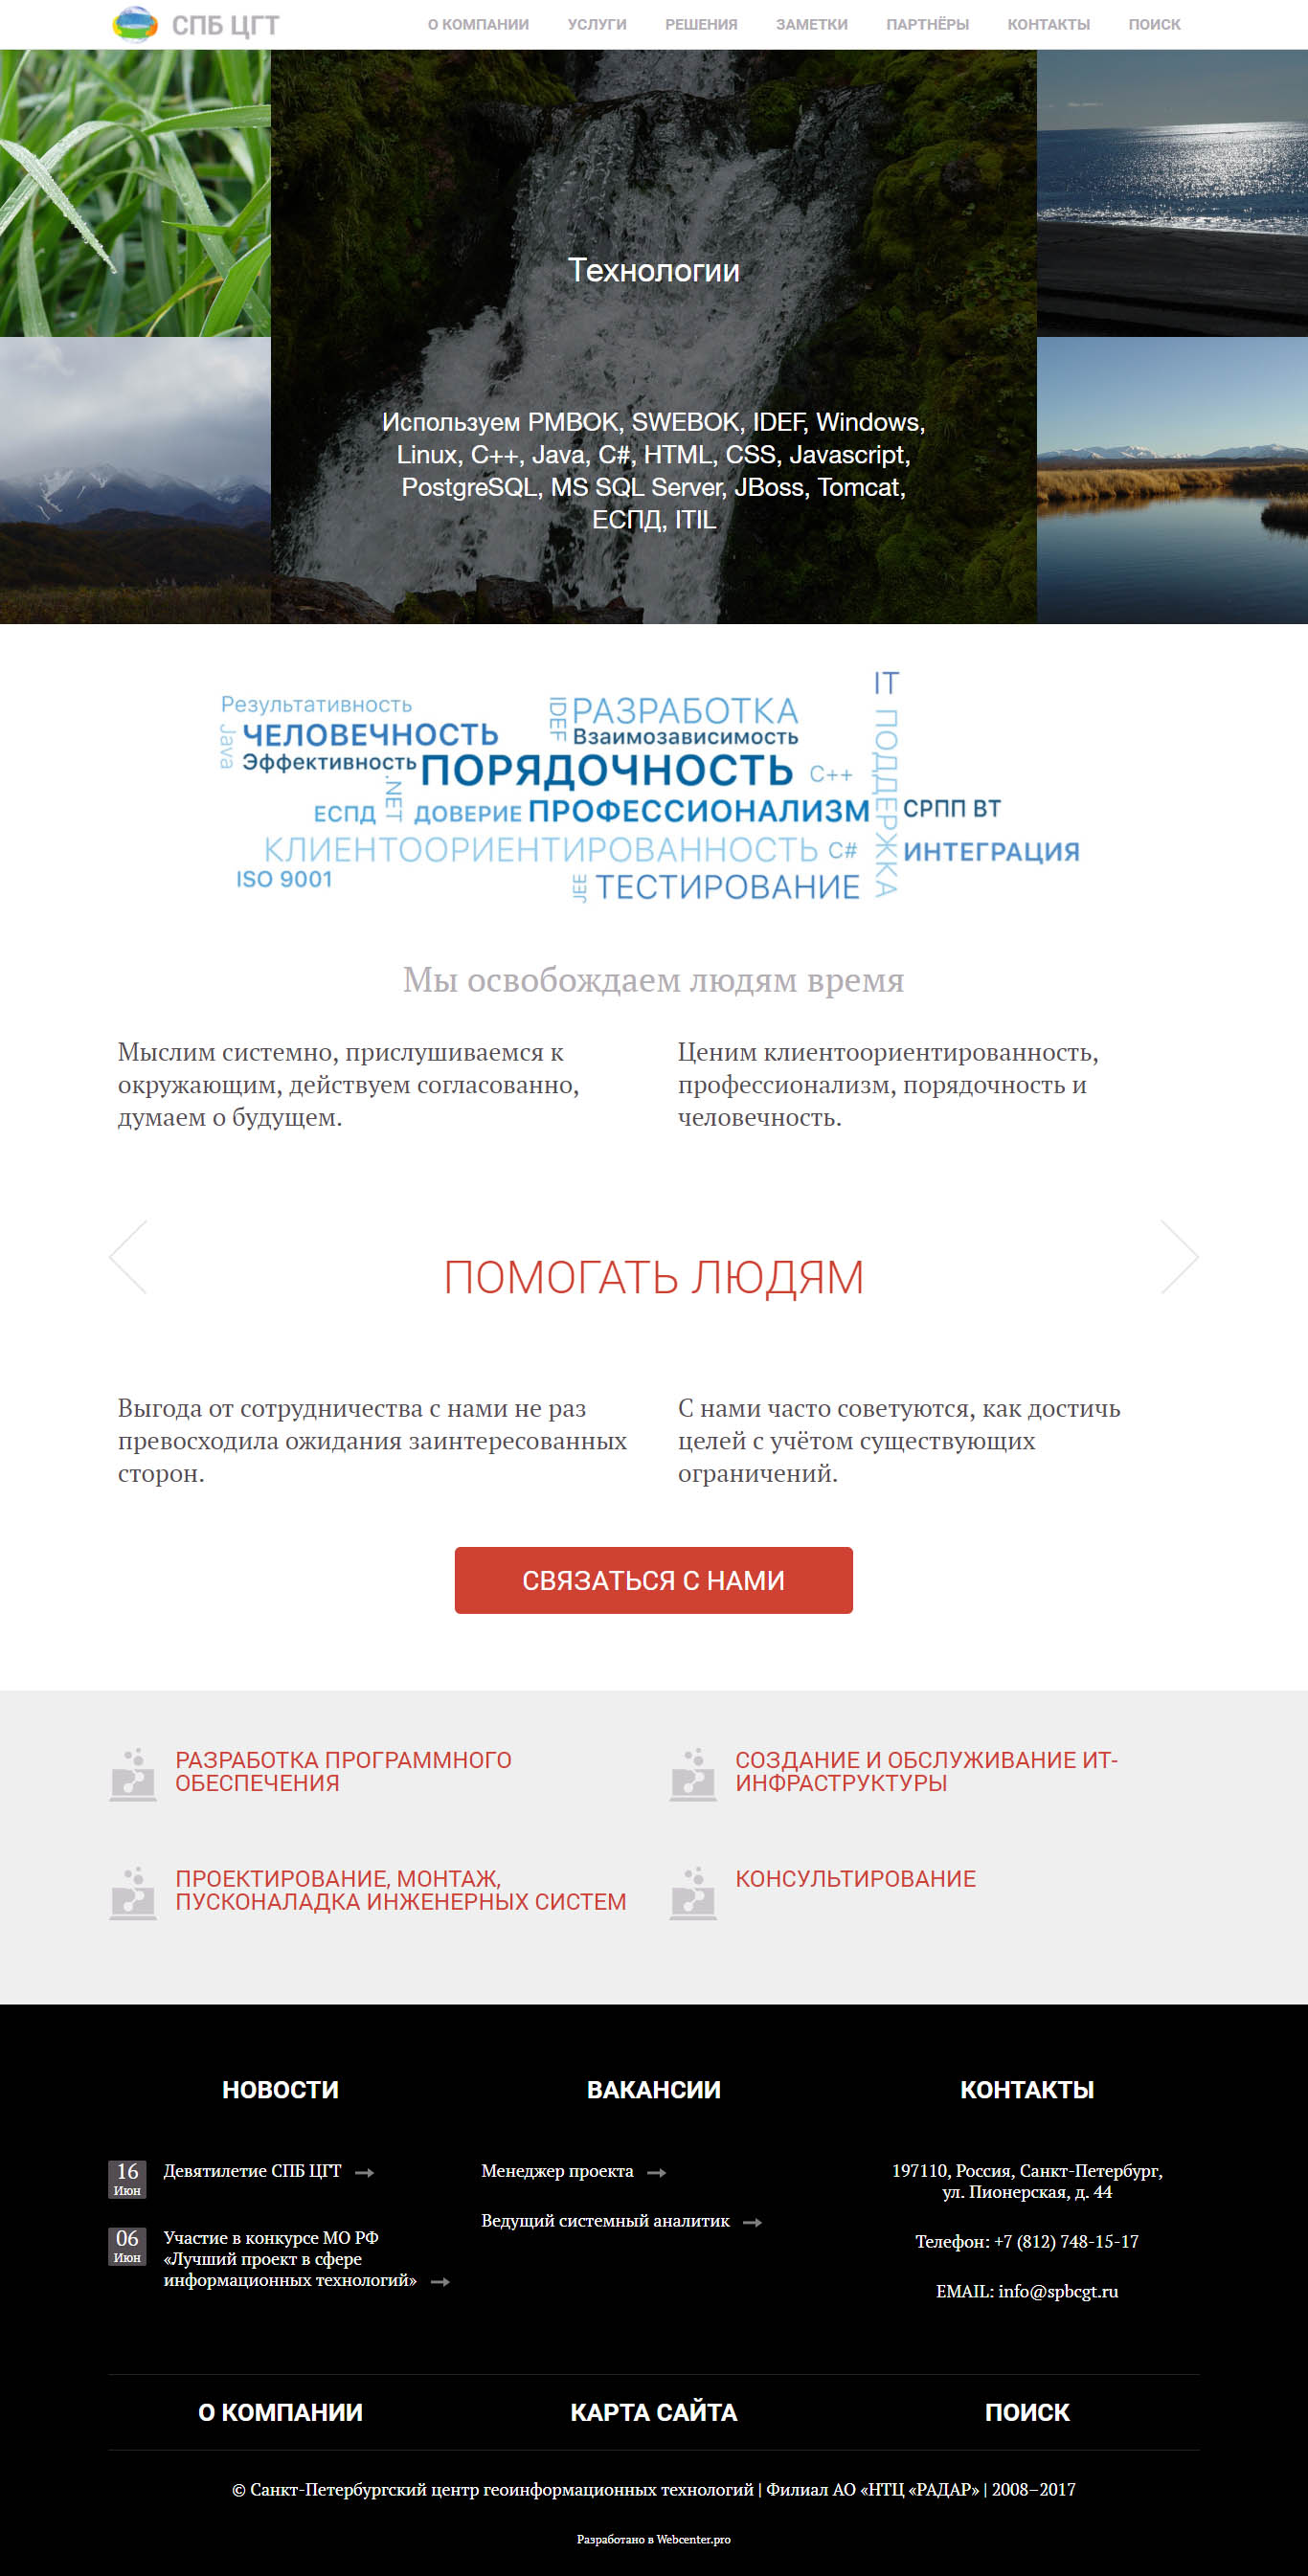 СПБ ЦГТ
О КОМПАНИИ УСЛУГИ РЕШЕНИЯ ЗАМЕТКИ ПАРТНЁРЫ КОНТАКТЫ ПОИСК
Технологии
Используем PMBOK, SWEBOK, IDEF, Windows,
Linux, C++, Java, C#, HTML, CSS, Javascript,
PostgreSQL, MS SQL Server, JBoss, Tomcat,
ЕСПД, ITIL
IT
Результативность
IDEF
РАЗРАБОТКА
Java
ЧЕЛОВЕЧНОСТЬ
Взаимозависимость
ПОДДЕРЖКА
Эффективность
ПОРЯДОЧНОСТЬ
C++
.NET
ЕСПД
ДОВЕРИЕ
ПРОФЕССИОНАЛИЗМ
СРПП ВТ
КЛИЕНТООРИЕНТИРОВАННОСТЬ
C#
ИНТЕГРАЦИЯ
ISO 9001
JEE
ТЕСТИРОВАНИЕ
Мы освобождаем людям время
Мыслим системно, прислушиваемся к
окружающим, действуем согласованно,
думаем о будущем.
Ценим клиентоориентированность,
профессионализм, порядочность и
человечность.
ПОМОГАТЬ ЛЮДЯМ
Выгода от сотрудничества с нами не раз
превосходила ожидания заинтересованных
сторон.
С нами часто советуются, как достичь
целей с учётом существующих
ограничений.
СВЯЗАТЬСЯ С НАМИ
РАЗРАБОТКА ПРОГРАММНОГО
ОБЕСПЕЧЕНИЯ
СОЗДАНИЕ И ОБСЛУЖИВАНИЕ ИТ-
ИНФРАСТРУКТУРЫ
ПРОЕКТИРОВАНИЕ, МОНТАЖ,
ПУСКОНАЛАДКА ИНЖЕНЕРНЫХ СИСТЕМ
КОНСУЛЬТИРОВАНИЕ
НОВОСТИ
16
Июн
Девятилетие СПБ ЦГТ
06
Июн
Участие в конкурсе МО РФ
«Лучший проект в сфере
информационных технологий»
ВАКАНСИИ
Менеджер проекта
Ведущий системный аналитик
КОНТАКТЫ
197110, Россия, Санкт-Петербург,
ул. Пионерская, д. 44
Телефон: +7 (812) 748-15-17
EMAIL: info@spbcgt.ru
О КОМПАНИИ КАРТА САЙТА ПОИСК
© Санкт-Петербургский центр геоинформационных технологий | Филиал АО «НТЦ «РАДАР» | 2008–2017
Разработано в Webcenter.pro